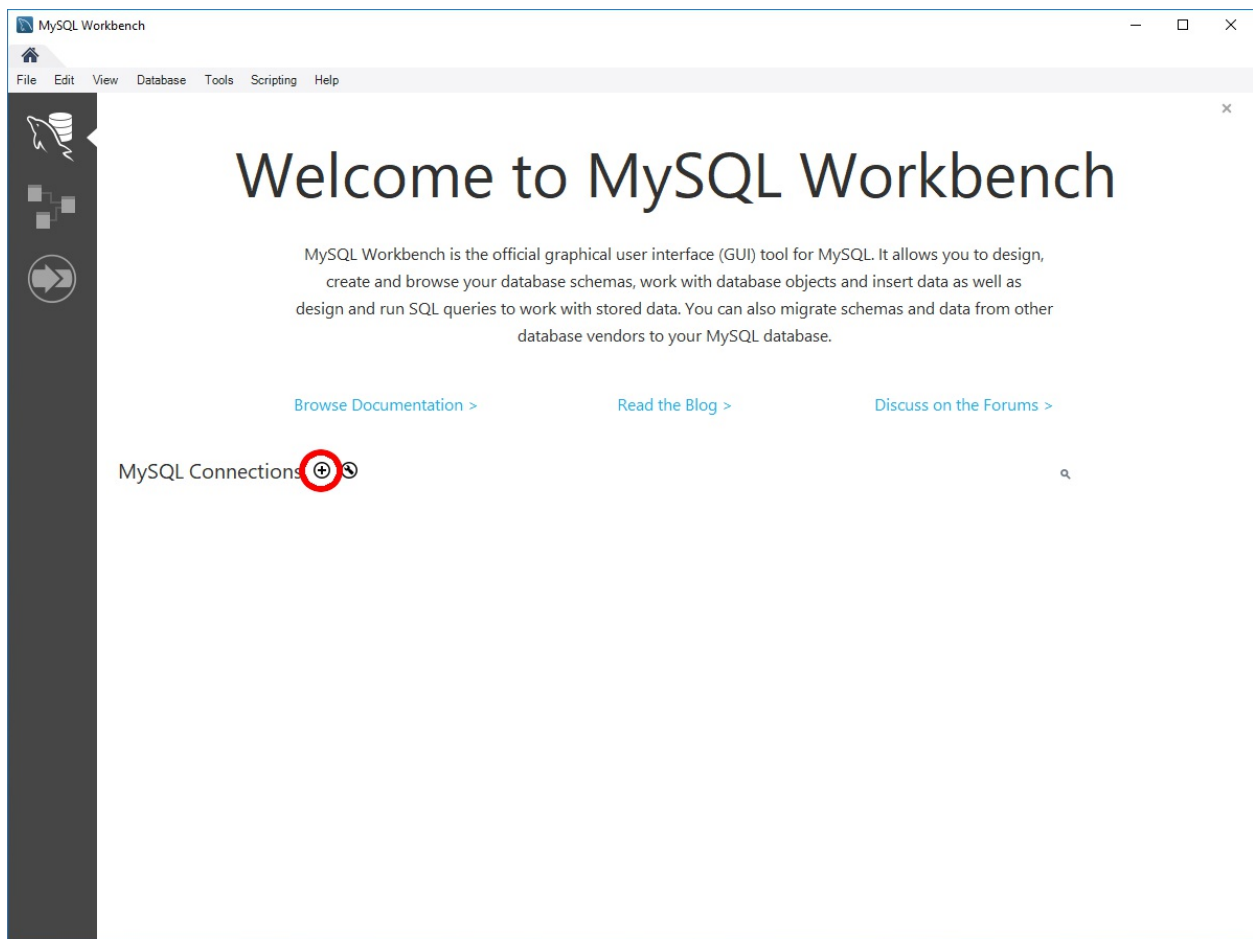 MySQL Workbench
File Edit View Database Tools Scripting Help
Welcome to MySQL Workbench
MySQL Workbench is the official graphical user interface (GUI) tool for MySQL. It allows you to design,
create and browse your database schemas, work with database objects and insert data as well as
design and run SQL queries to work with stored data. You can also migrate schemas and data from other
database vendors to your MySQL database.
Browse Documentation > Read the Blog > Discuss on the Forums >
MySQL Connections